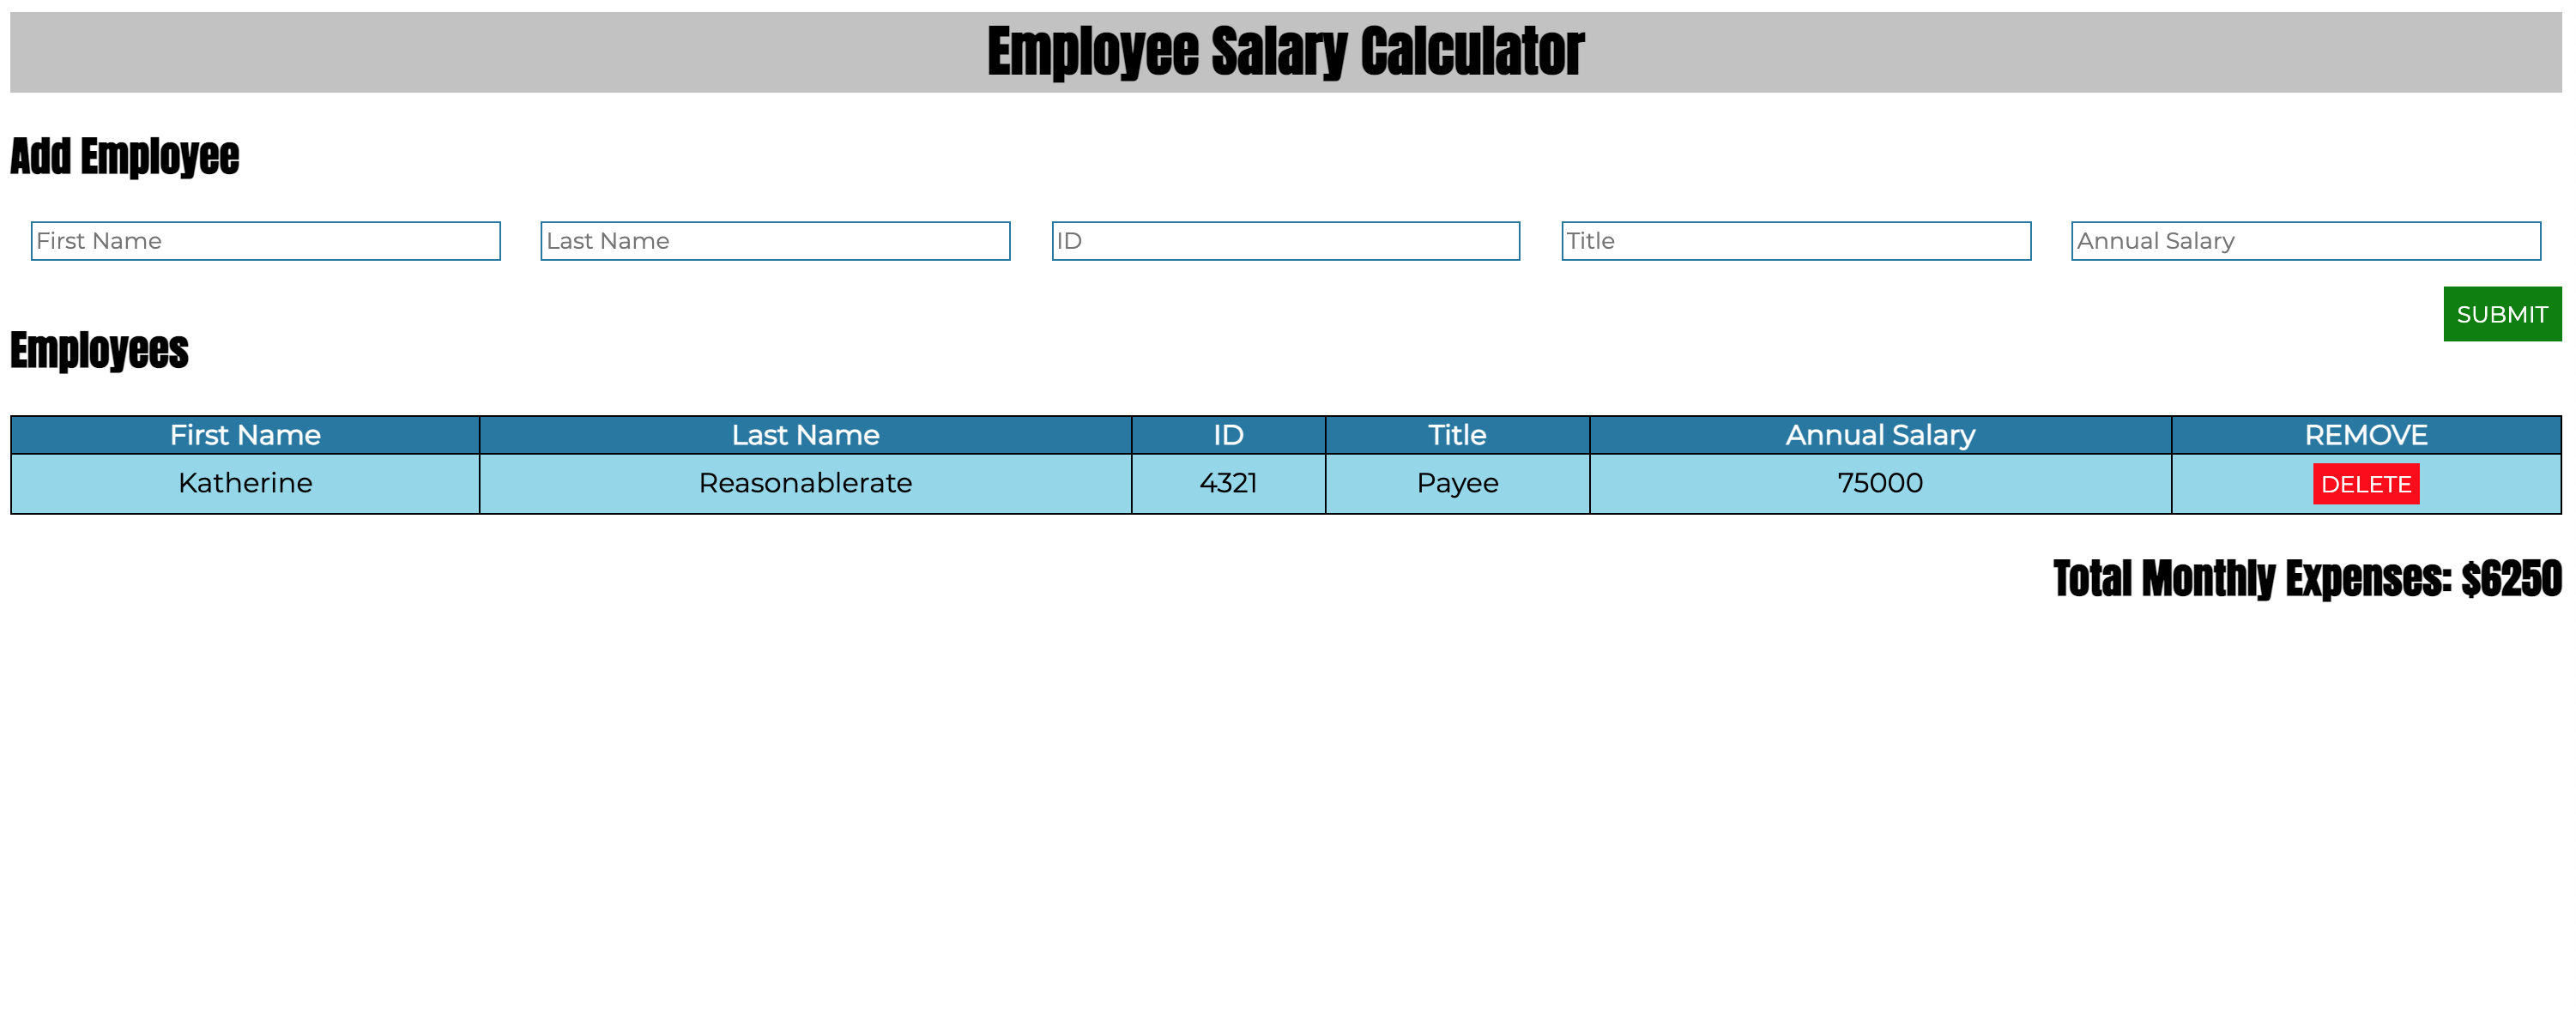 Employee Salary Calculator
Add Employee
First Name Last Name ID Title Annual Salary
SUBMIT
Employees
First Name Last Name ID Title Annual Salary REMOVE
Katherine Reasonablerate 4321 Payee 75000 DELETE
Total Monthly Expenses: $6250